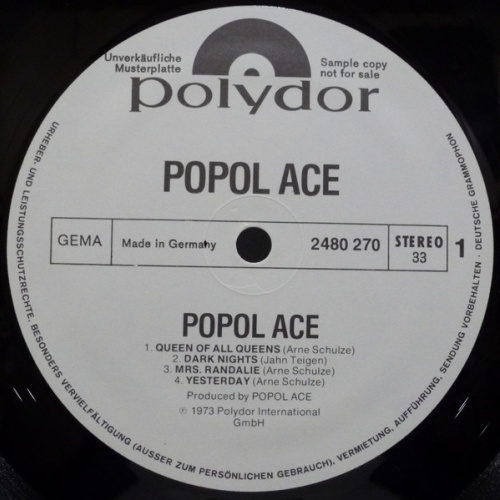 Unverkäufliche
Musterplatte
Sample copy
not for sale
polydor
POPOL ACE
GEMA
Made in Germany
2480 270
STEREO
33
1
POPOL ACE
1. QUEEN OF ALL QUEENS (Arne Schulze)
2. DARK NIGHTS (Jahn Teigen)
3. MRS. RANDALIE (Arne Schulze)
4. YESTERDAY (Arne Schulze)
Produced by POPOL ACE
℗ 1973 Polydor International
GmbH
URHEBER- UND LEISTUNGSSCHUTZRECHTE, BESONDERS VERVIELFÄLTIGUNG (AUSSER ZUM PERSÖNLICHEN GEBRAUCH), VERMIETUNG, AUFFÜHRUNG, SENDUNG VORBEHALTEN · DEUTSCHE GRAMMOPHON